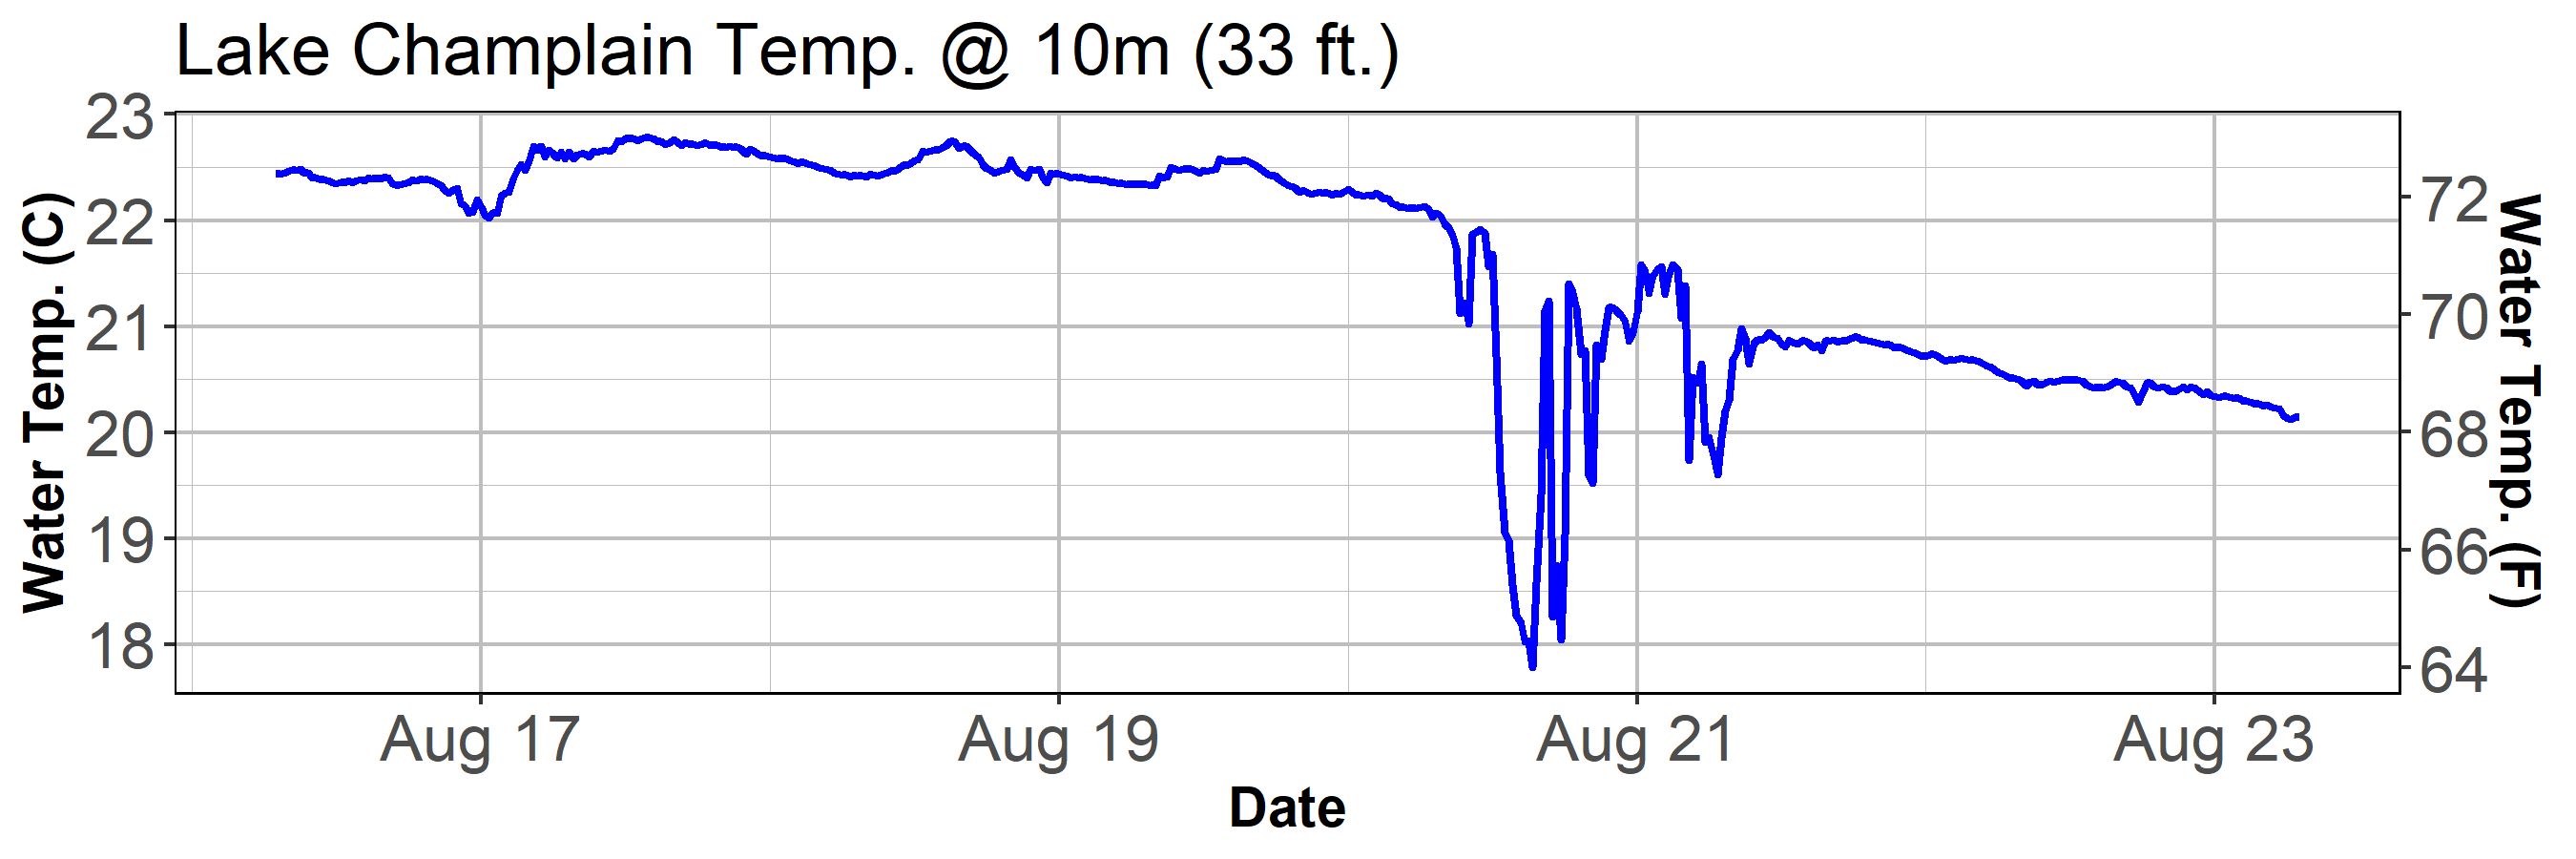 Lake Champlain Temp. @ 10m (33 ft.)
Water Temp. (C)
23
22
21
20
19
18
72
70
68
66
64
Water Temp. (F)
Aug 17 Aug 19 Aug 21 Aug 23
Date